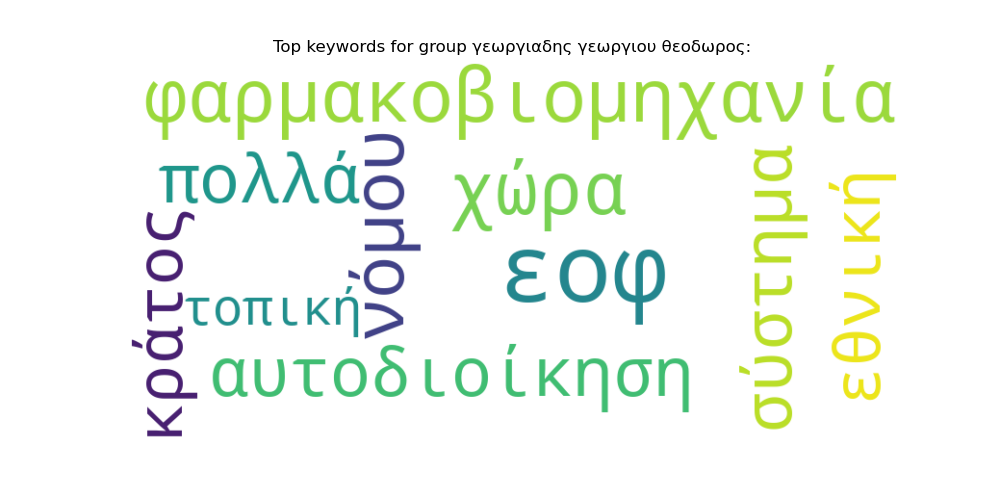 Top keywords for group γεωργιαδης γεωργιου θεοδωρος:
φαρμακοβιομηχανία
πολλά
νόμου
χώρα
σύστημα
εθνική
κράτος
τοπική
εοφ
αυτοδιοίκηση